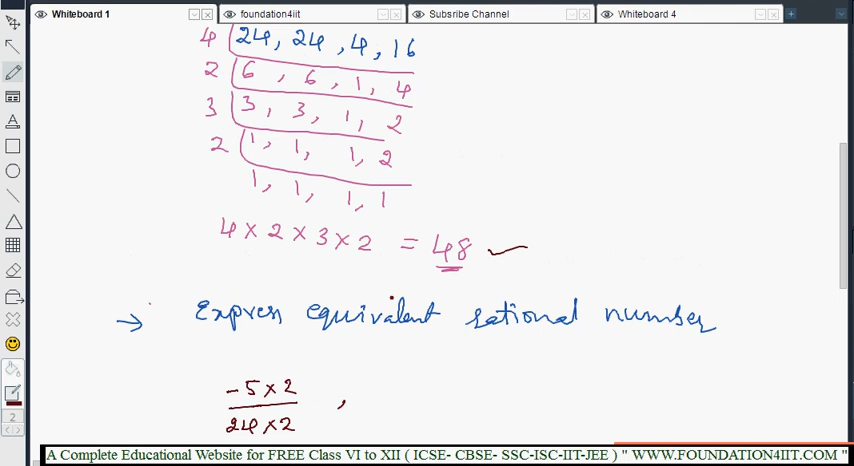 Whiteboard 1 foundation4iit Subsribe Channel Whiteboard 4
4 24, 24, 4, 16
2 6, 6, 1, 4
3 3, 3, 1, 2
2 1, 1, 1, 2
1, 1, 1, 1
4 × 2 × 3 × 2 = 48 ✓
→ Express equivalent rational number
-5 × 2
24 × 2 ,
2
A Complete Educational Website for FREE Class VI to XII ( ICSE- CBSE- SSC-ISC-IIT-JEE ) " WWW.FOUNDATION4IIT.COM "